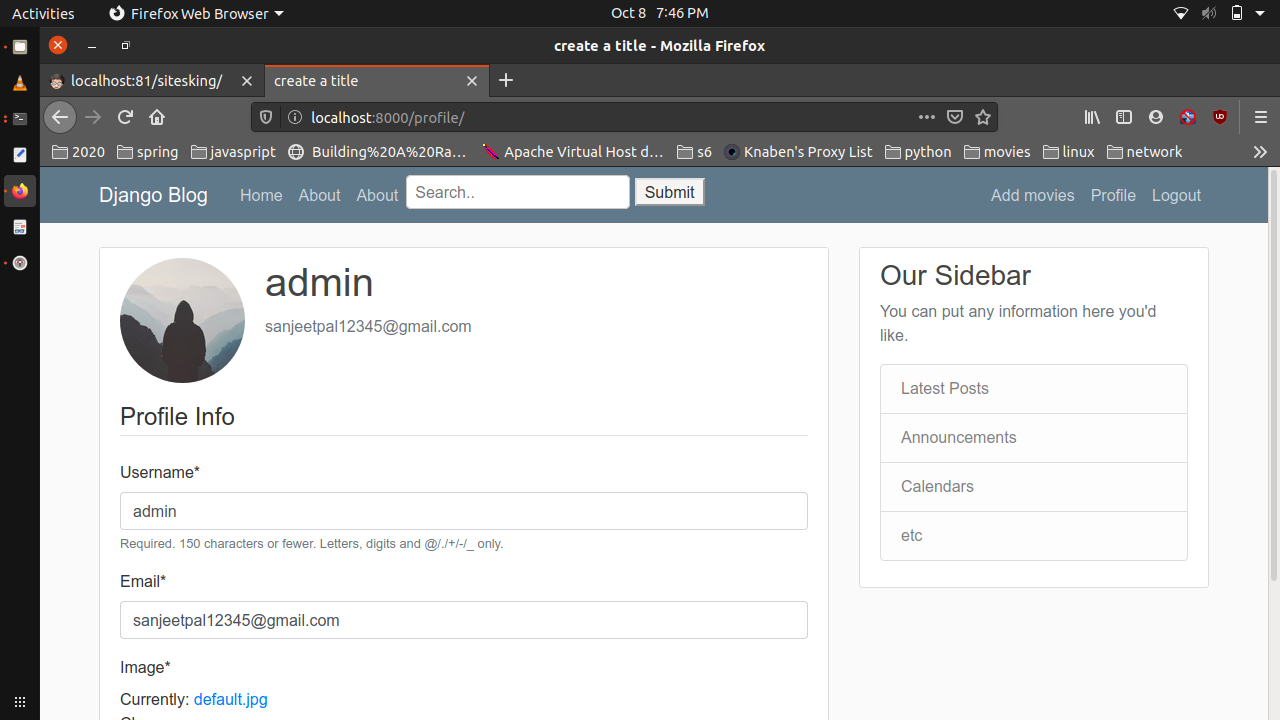 Activities Firefox Web Browser Oct 8 7:46 PM
create a title - Mozilla Firefox
localhost:81/sitesking/ create a title
localhost:8000/profile/
2020 spring javascript Building%20A%20Ra… Apache Virtual Host d… s6 Knaben's Proxy List python movies linux network
Django Blog Home About About Search.. Submit Add movies Profile Logout
admin
sanjeetpal12345@gmail.com
Profile Info
Username*
admin
Required. 150 characters or fewer. Letters, digits and @/./+/-/_ only.
Email*
sanjeetpal12345@gmail.com
Image*
Currently: default.jpg
Our Sidebar
You can put any information here you'd
like.
Latest Posts
Announcements
Calendars
etc